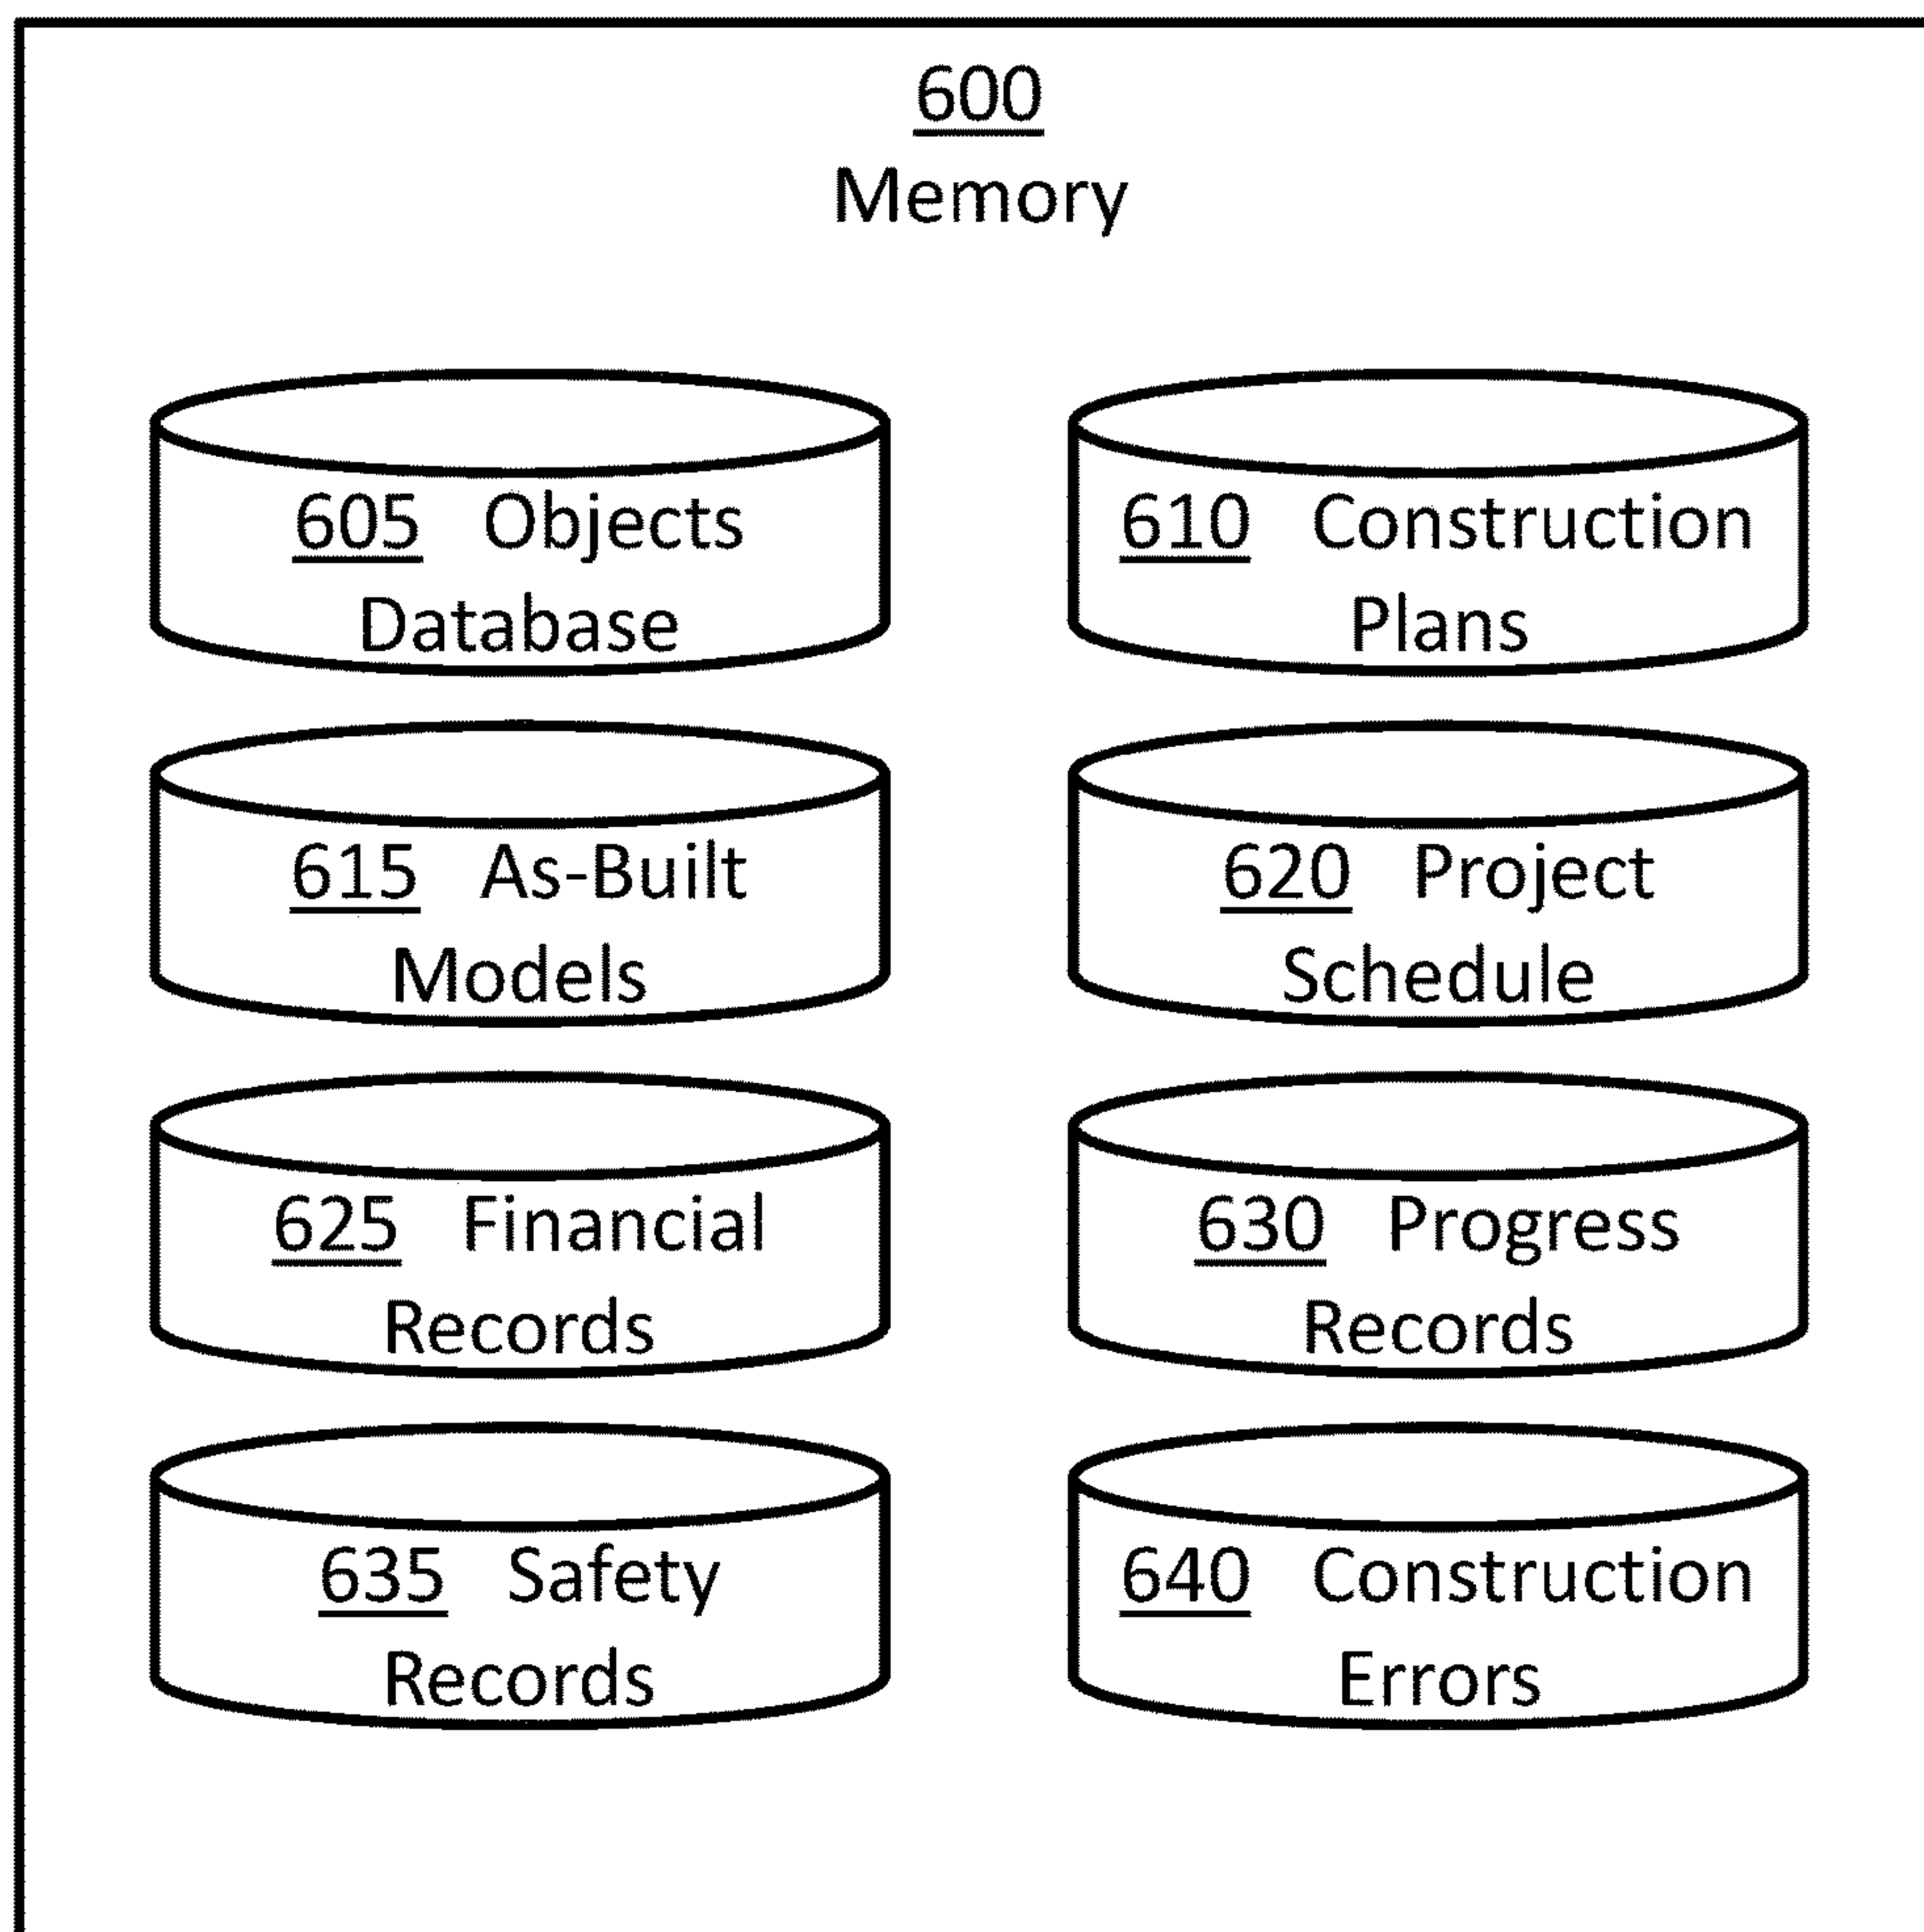 600
Memory
605 Objects
Database
610 Construction
Plans
615 As-Built
Models
620 Project
Schedule
625 Financial
Records
630 Progress
Records
635 Safety
Records
640 Construction
Errors